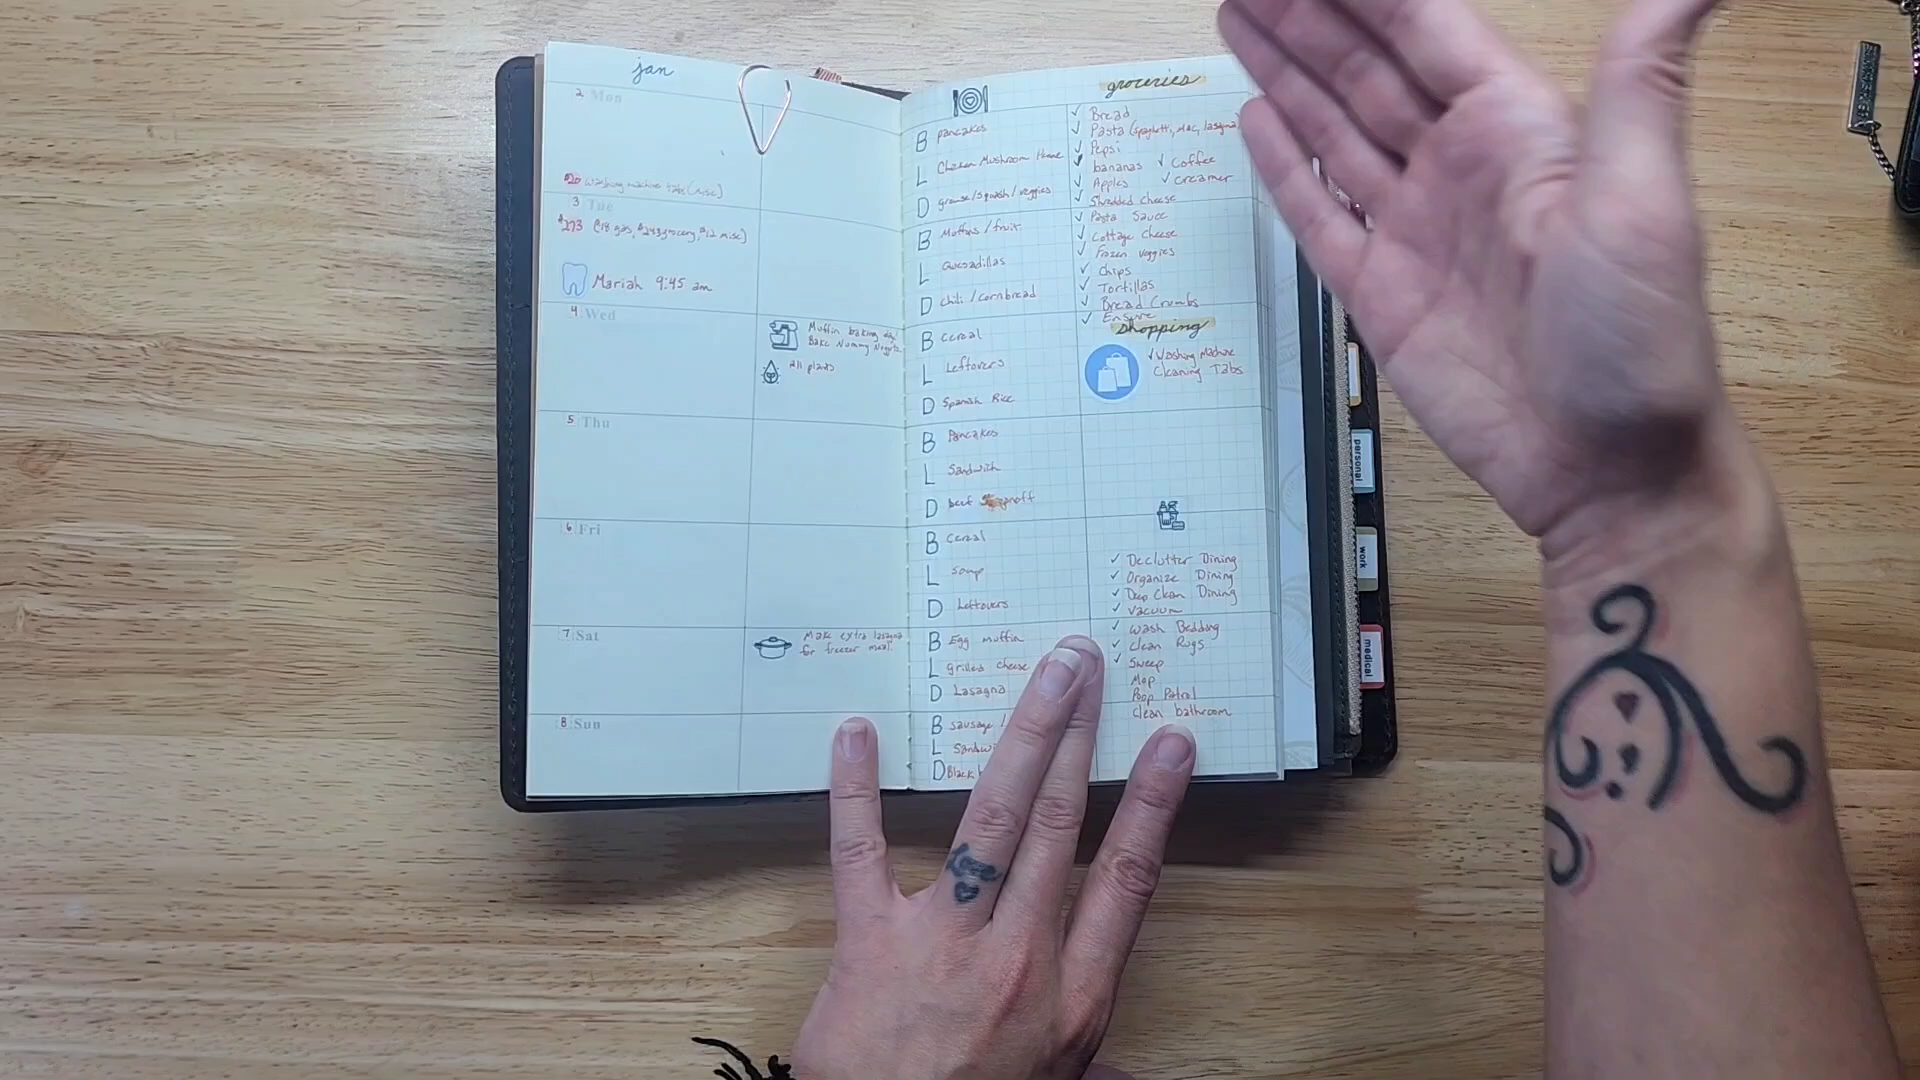 jan
2 Mon
$20 washing machine tabs (misc)
3 Tue
$273 ($18 gas, $243 grocery, $12 misc)
Mariah 9:45 am
4 Wed
Muffin baking day
Bake Nummy Nuggets
all plants
5 Thu
6 Fri
7 Sat
Make extra lasagna
for freezer meal
8 Sun
B pancakes
L Chicken Mushroom
D grouse/squash/veggies
B Muffins/fruit
L Quesadillas
D chili/cornbread
B cereal
L Leftovers
D Spanish Rice
B Pancakes
L Sandwich
D beef
B cereal
L soup
D Leftovers
B Egg muffin
L grilled cheese
D Lasagna
B sausage/
L
D Black
groceries
✓ Bread
✓ Pasta (spaghetti, mac, lasagna)
✓ Pepsi
✓ bananas ✓ Coffee
✓ Apples ✓ creamer
✓ Shredded cheese
✓ Pasta Sauce
✓ Cottage Cheese
✓ Frozen Veggies
✓ Chips
✓ Tortillas
✓ Bread Crumbs
✓ Ensure
shopping
✓ Washing Machine
Cleaning Tabs
✓ Declutter Dining
✓ Organize Dining
✓ Deep Clean Dining
✓ Vacuum
✓ Wash Bedding
✓ Clean Rugs
✓ Sweep
Mop
Poop Patrol
Clean bathroom
personal
work
medical